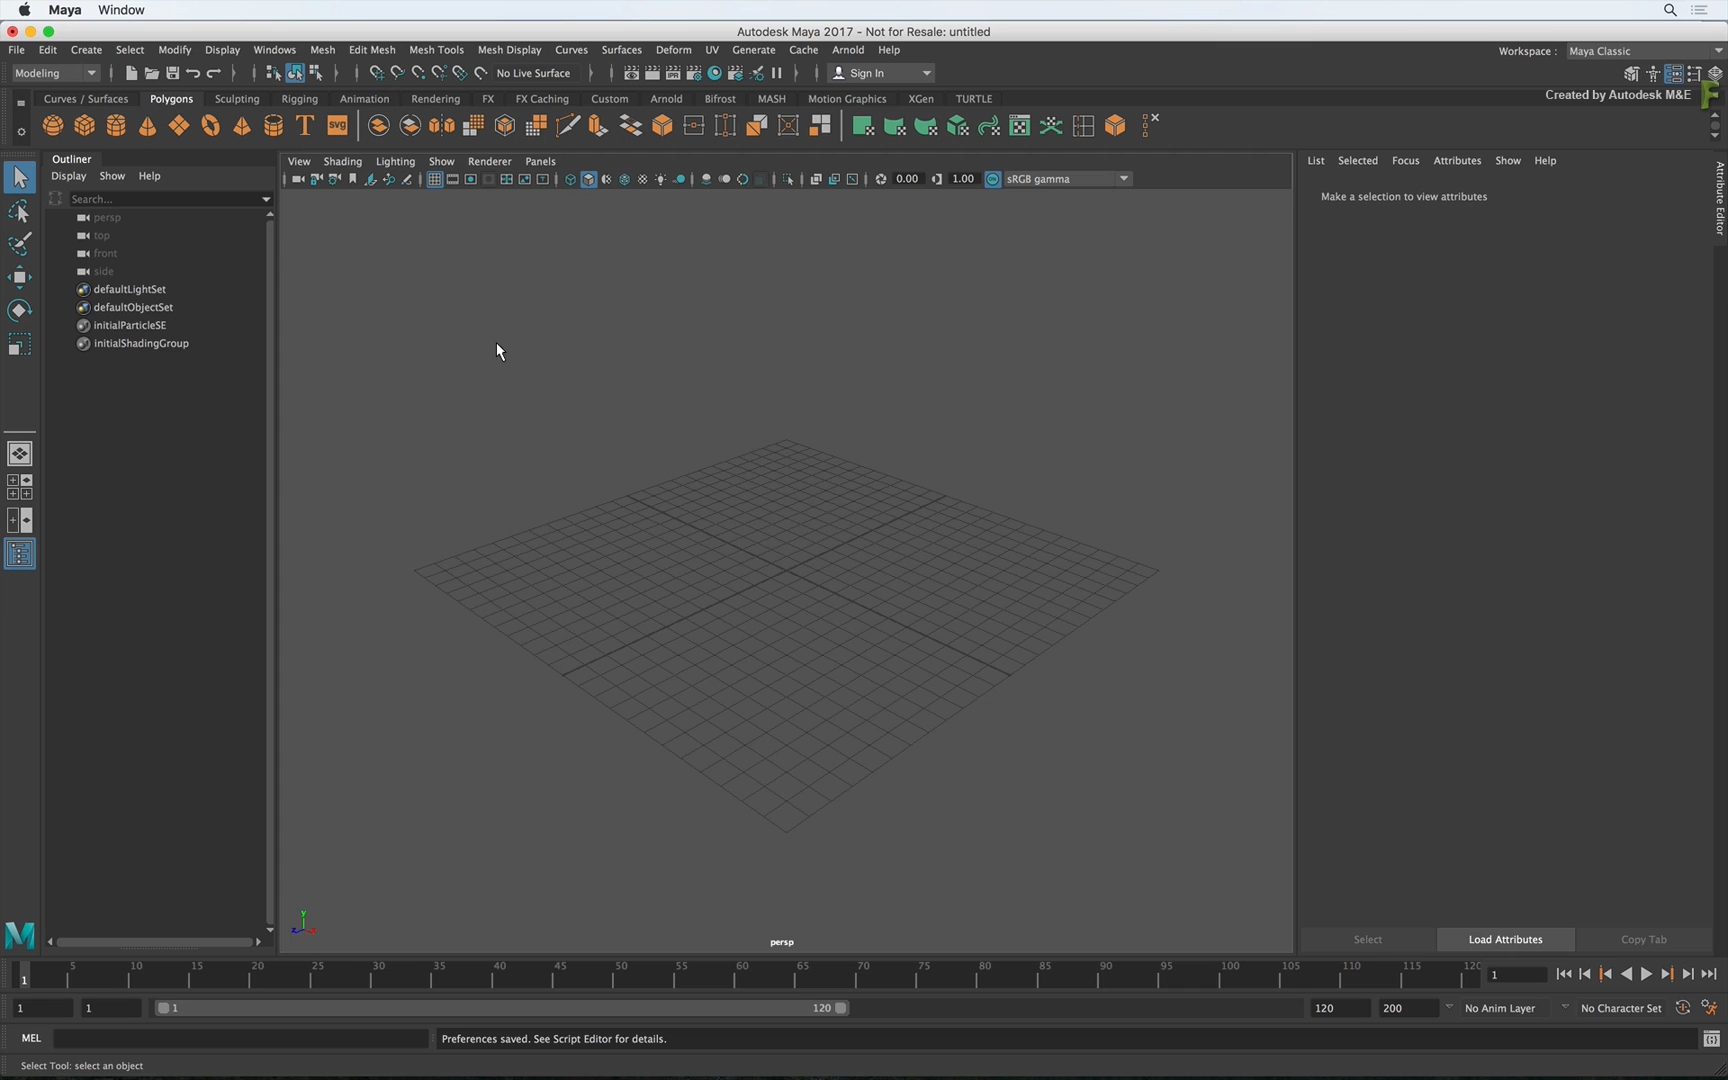 Maya Window
Autodesk Maya 2017 - Not for Resale: untitled
File Edit Create Select Modify Display Windows Mesh Edit Mesh Mesh Tools Mesh Display Curves Surfaces Deform UV Generate Cache Arnold Help
Workspace : Maya Classic
Modeling
IPR
No Live Surface
Sign In
Created by Autodesk M&E
Curves / Surfaces Polygons Sculpting Rigging Animation Rendering FX FX Caching Custom Arnold Bifrost MASH Motion Graphics XGen TURTLE
T
SVG
Outliner
Display Show Help
Search...
persp
top
front
side
defaultLightSet
defaultObjectSet
initialParticleSE
initialShadingGroup
View Shading Lighting Show Renderer Panels
0.00 1.00 sRGB gamma
persp
y
z x
List Selected Focus Attributes Show Help
Make a selection to view attributes
Attribute Editor
Select Load Attributes Copy Tab
1 5 10 15 20 25 30 35 40 45 50 55 60 65 70 75 80 85 90 95 100 105 110 115 120
1
1 1 1 120 120 200 No Anim Layer No Character Set
MEL Preferences saved. See Script Editor for details.
Select Tool: select an object